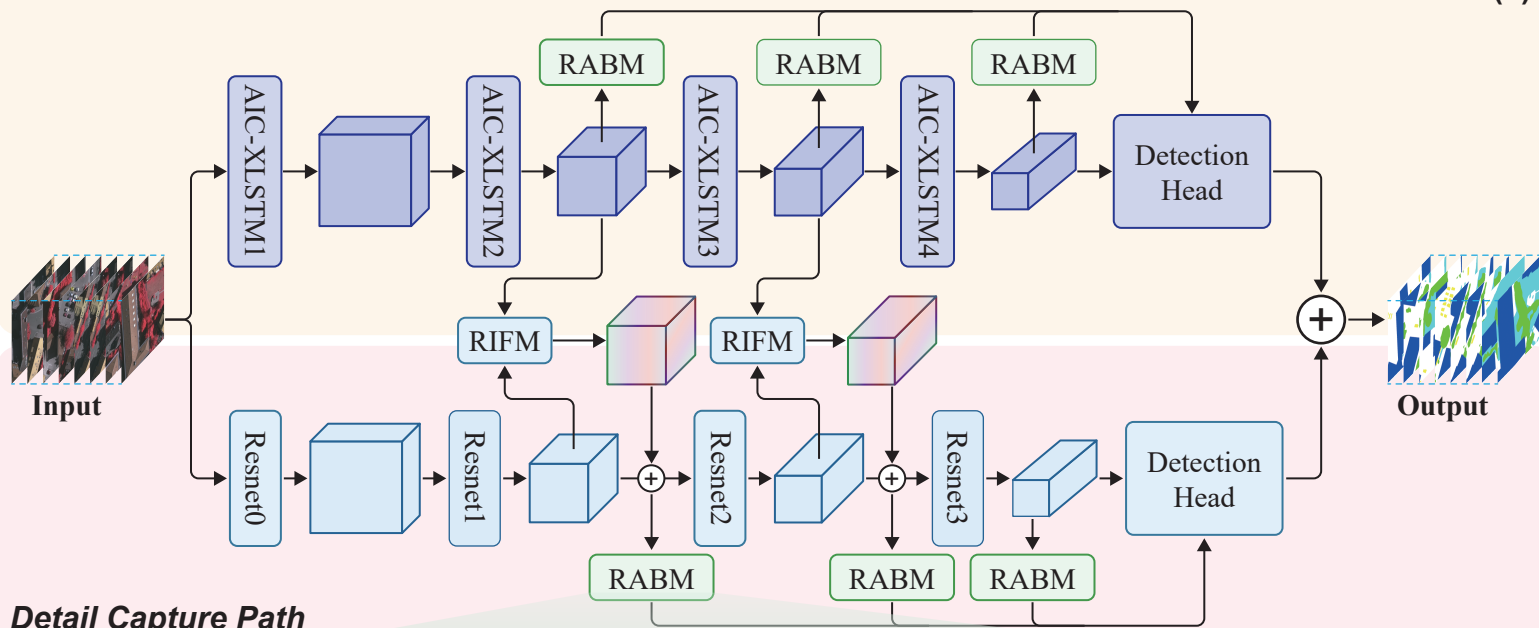 RABM
RABM
RABM
AIC-XLSTM1
AIC-XLSTM2
AIC-XLSTM3
AIC-XLSTM4
Detection
Head
RIFM
RIFM
+
Input
Output
Resnet0
Resnet1
+
Resnet2
+
Resnet3
Detection
Head
RABM
RABM
RABM
Detail Capture Path